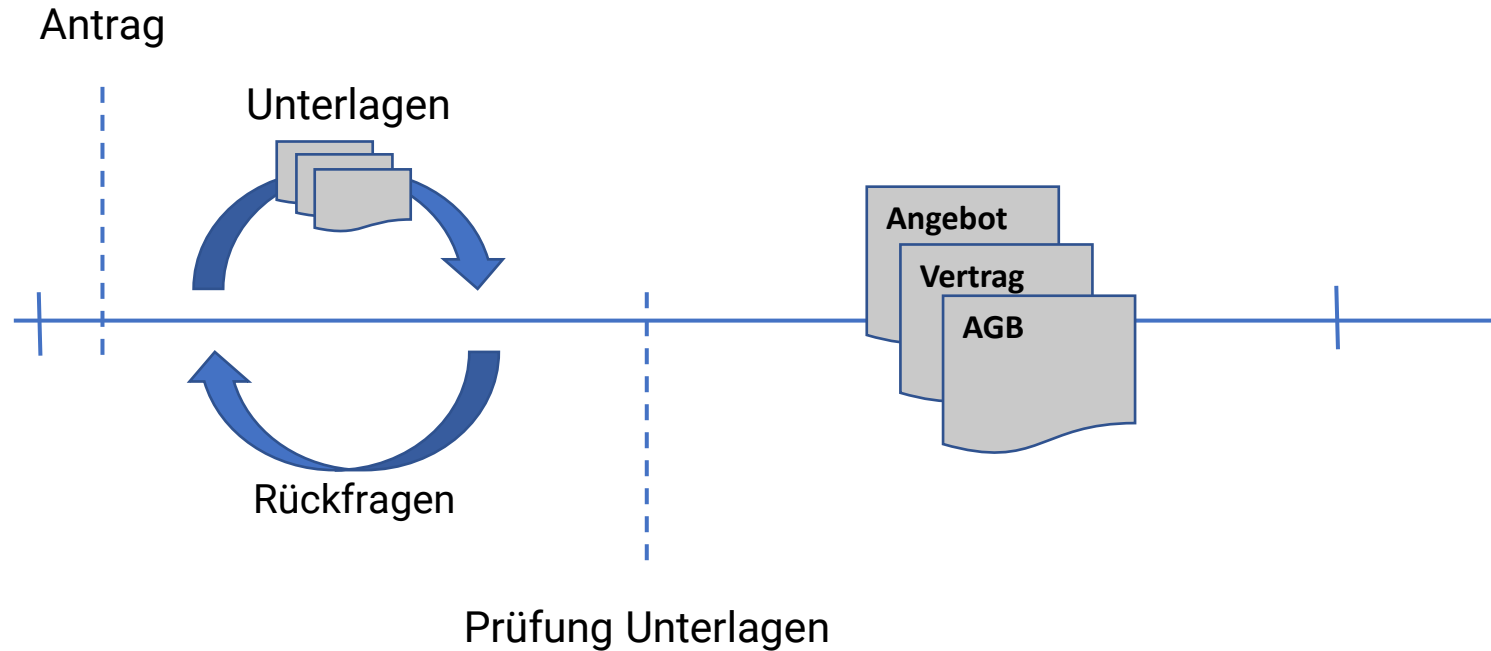 Antrag
Unterlagen
Angebot
Vertrag
AGB
Rückfragen
Prüfung Unterlagen